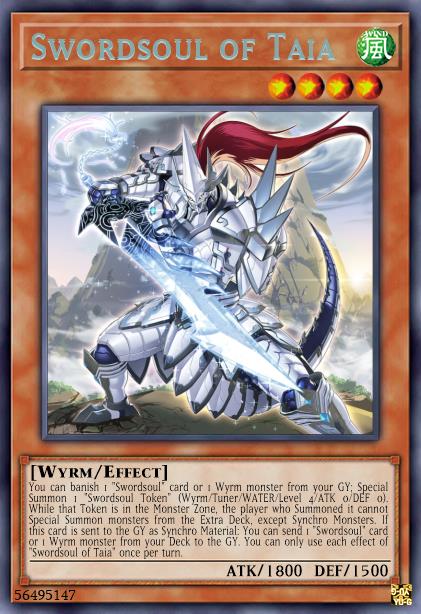 SWORDSOUL OF TAIA
WIND
風
[WYRM/EFFECT]
You can banish 1 "Swordsoul" card or 1 Wyrm monster from your GY; Special
Summon 1 "Swordsoul Token" (Wyrm/Tuner/WATER/Level 4/ATK 0/DEF 0).
While that Token is in the Monster Zone, the player who Summoned it cannot
Special Summon monsters from the Extra Deck, except Synchro Monsters. If
this card is sent to the GY as Synchro Material: You can send 1 "Swordsoul" card
or 1 Wyrm monster from your Deck to the GY. You can only use each effect of
"Swordsoul of Taia" once per turn.
ATK/1800 DEF/1500
56495147